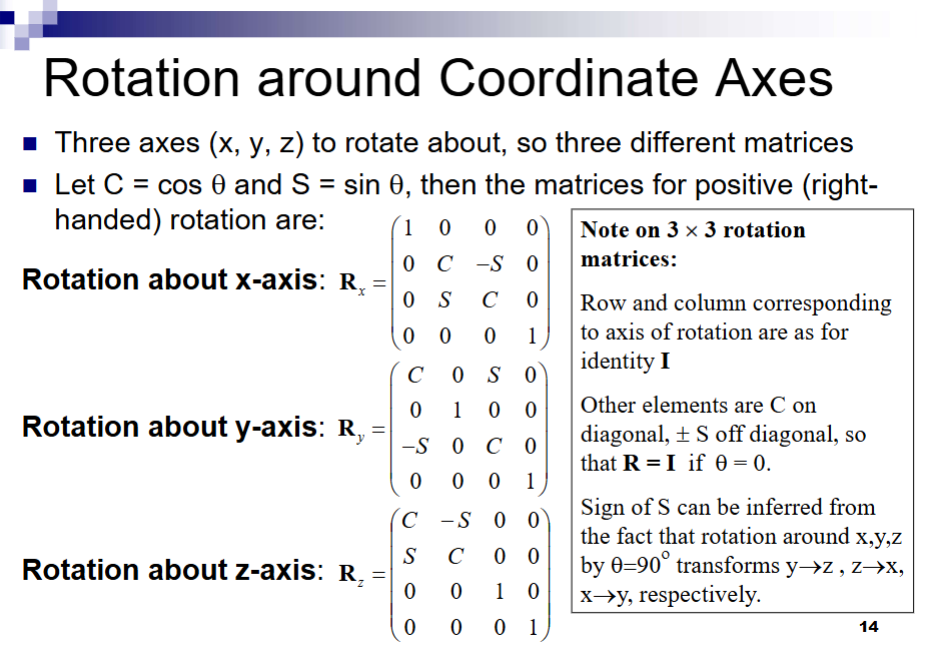 Rotation around Coordinate Axes
■ Three axes (x, y, z) to rotate about, so three different matrices
■ Let C = cos θ and S = sin θ, then the matrices for positive (right-
handed) rotation are:
Rotation about x-axis: Rₓ =
1 0 0 0
0 C −S 0
0 S C 0
0 0 0 1
Rotation about y-axis: R_y =
C 0 S 0
0 1 0 0
−S 0 C 0
0 0 0 1
Rotation about z-axis: R_z =
C −S 0 0
S C 0 0
0 0 1 0
0 0 0 1
Note on 3 × 3 rotation
matrices:
Row and column corresponding
to axis of rotation are as for
identity I
Other elements are C on
diagonal, ± S off diagonal, so
that R = I if θ = 0.
Sign of S can be inferred from
the fact that rotation around x,y,z
by θ=90° transforms y→z , z→x,
x→y, respectively.
14